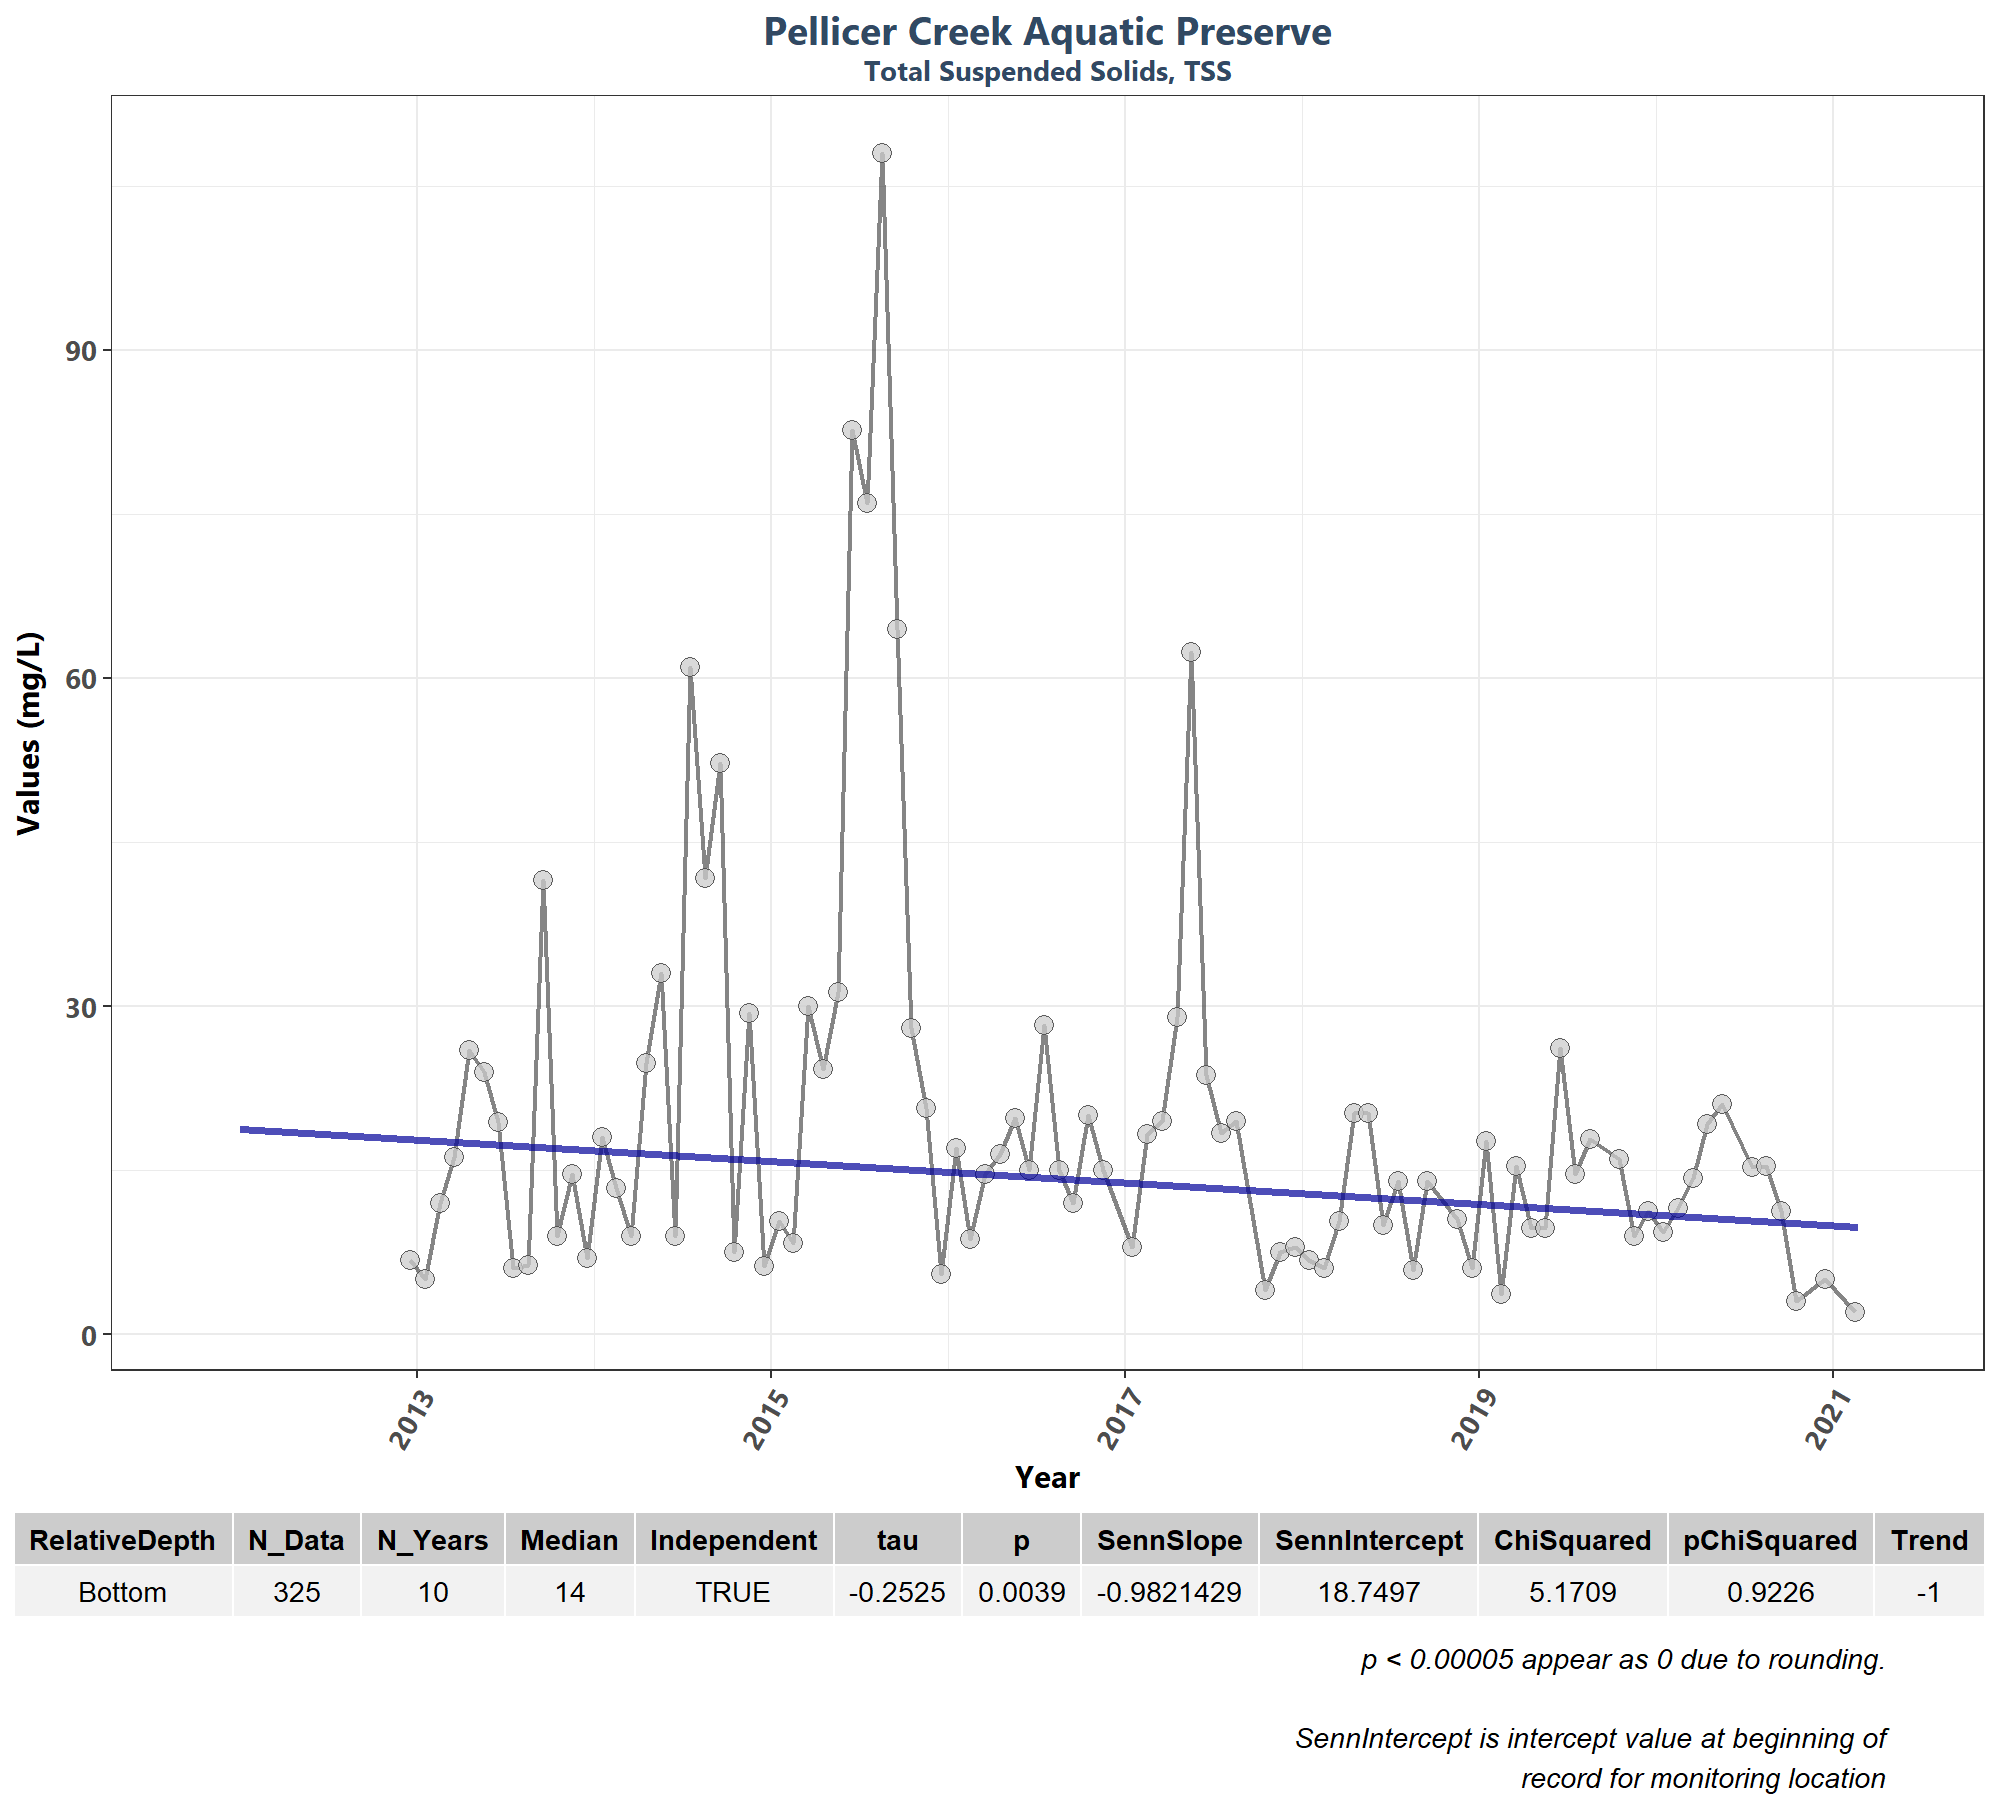 Pellicer Creek Aquatic Preserve
Total Suspended Solids, TSS
Values (mg/L)
90
60
30
0
2013 2015 2017 2019 2021
Year
RelativeDepth N_Data N_Years Median Independent tau p SennSlope SennIntercept ChiSquared pChiSquared Trend
Bottom 325 10 14 TRUE -0.2525 0.0039 -0.9821429 18.7497 5.1709 0.9226 -1
p < 0.00005 appear as 0 due to rounding.
SennIntercept is intercept value at beginning of
record for monitoring location